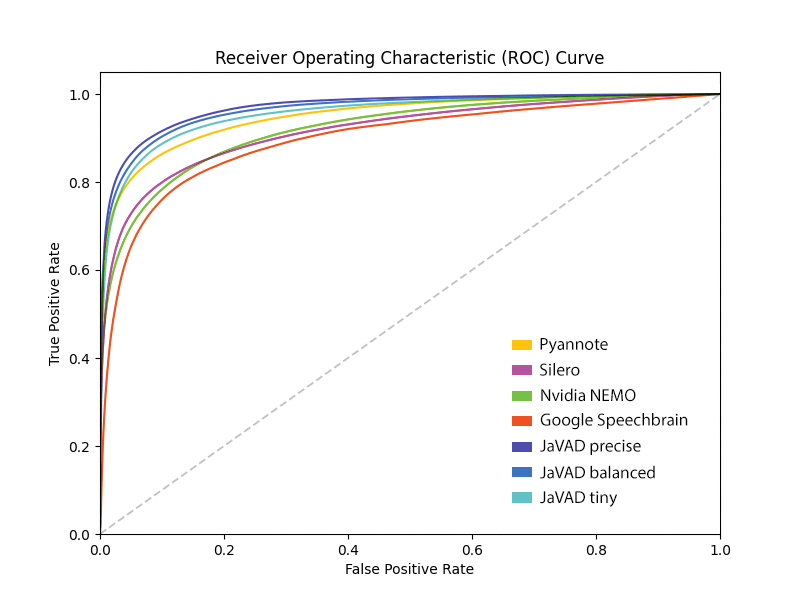 Receiver Operating Characteristic (ROC) Curve
True Positive Rate
1.0
0.8
0.6
0.4
0.2
0.0
Pyannote
Silero
Nvidia NEMO
Google Speechbrain
JaVAD precise
JaVAD balanced
JaVAD tiny
0.0 0.2 0.4 0.6 0.8 1.0
False Positive Rate